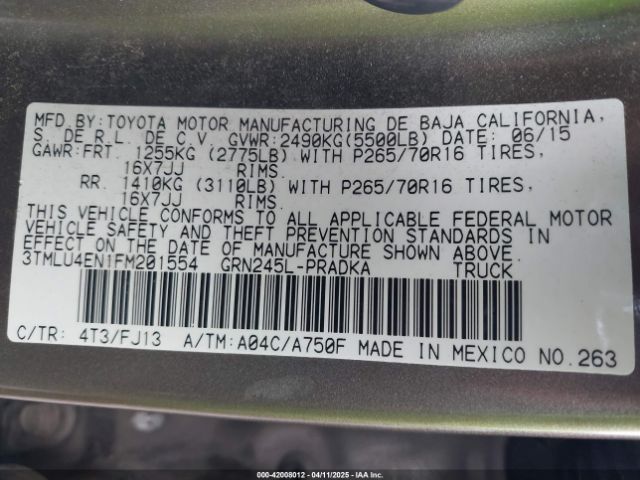 MFD. BY: TOYOTA MOTOR MANUFACTURING DE BAJA CALIFORNIA,
S. DE R.L. DE C.V. GVWR:2490KG(5500LB) DATE: 06/15
GAWR:FRT. 1255KG (2775LB) WITH P265/70R16 TIRES,
16X7JJ RIMS.
RR. 1410KG (3110LB) WITH P265/70R16 TIRES,
16X7JJ RIMS.
THIS VEHICLE CONFORMS TO ALL APPLICABLE FEDERAL MOTOR
VEHICLE SAFETY AND THEFT PREVENTION STANDARDS IN
EFFECT ON THE DATE OF MANUFACTURE SHOWN ABOVE.
3TMLU4EN1FM201554 GRN245L-PRADKA TRUCK
C/TR: 4T3/FJ13 A/TM: A04C/A750F MADE IN MEXICO NO.263
000-42008012 - 04/11/2025 - IAA Inc.